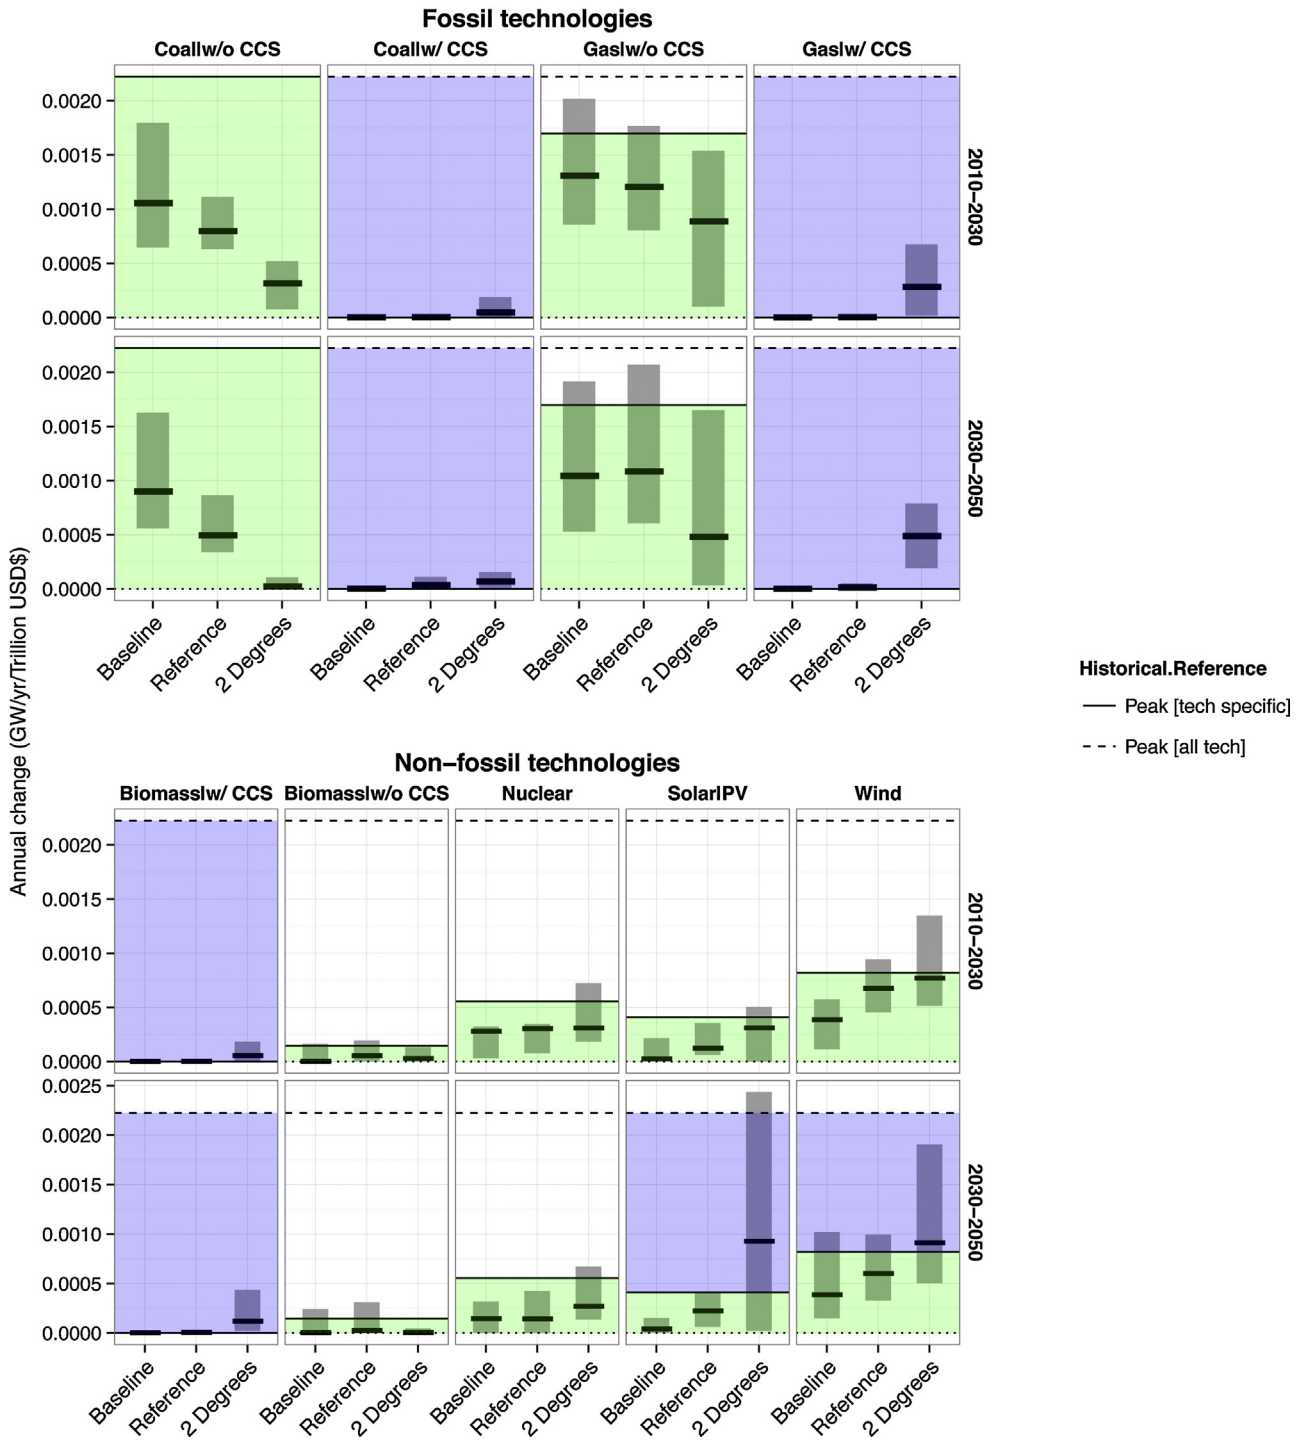 Fossil technologies
Coal|w/o CCS Coal|w/ CCS Gas|w/o CCS Gas|w/ CCS
0.0020
0.0015
0.0010
0.0005
0.0000
2010–2030
0.0020
0.0015
0.0010
0.0005
0.0000
2030–2050
Baseline Reference 2 Degrees Baseline Reference 2 Degrees Baseline Reference 2 Degrees Baseline Reference 2 Degrees
Annual change (GW/yr/Trillion USD$)
Historical.Reference
Peak [tech specific]
Peak [all tech]
Non–fossil technologies
Biomass|w/ CCS Biomass|w/o CCS Nuclear Solar|PV Wind
0.0020
0.0015
0.0010
0.0005
0.0000
2010–2030
0.0025
0.0020
0.0015
0.0010
0.0005
0.0000
2030–2050
Baseline Reference 2 Degrees Baseline Reference 2 Degrees Baseline Reference 2 Degrees Baseline Reference 2 Degrees Baseline Reference 2 Degrees